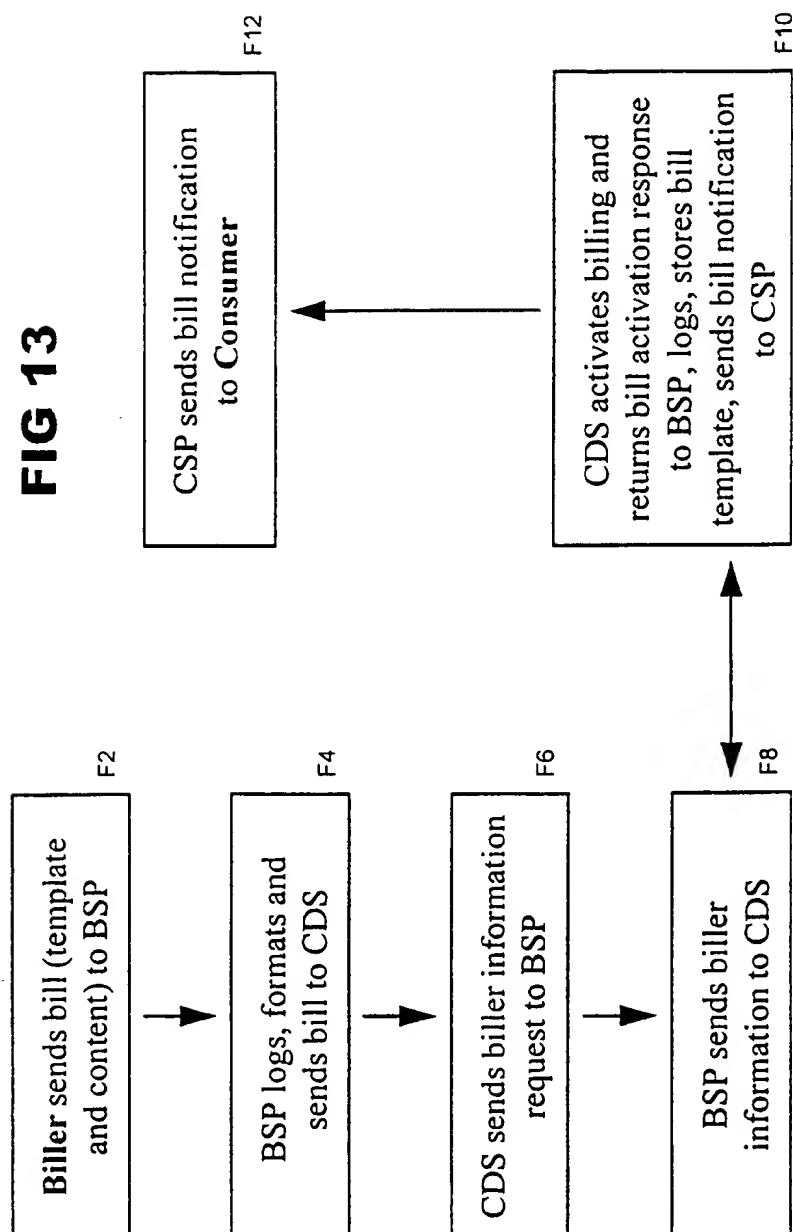 FIG 13
Biller sends bill (template
and content) to BSP
F2
BSP logs, formats and
sends bill to CDS
F4
CDS sends biller information
request to BSP
F6
BSP sends biller
information to CDS
F8
CDS activates billing and
returns bill activation response
to BSP, logs, stores bill
template, sends bill notification
to CSP
F10
CSP sends bill notification
to Consumer
F12